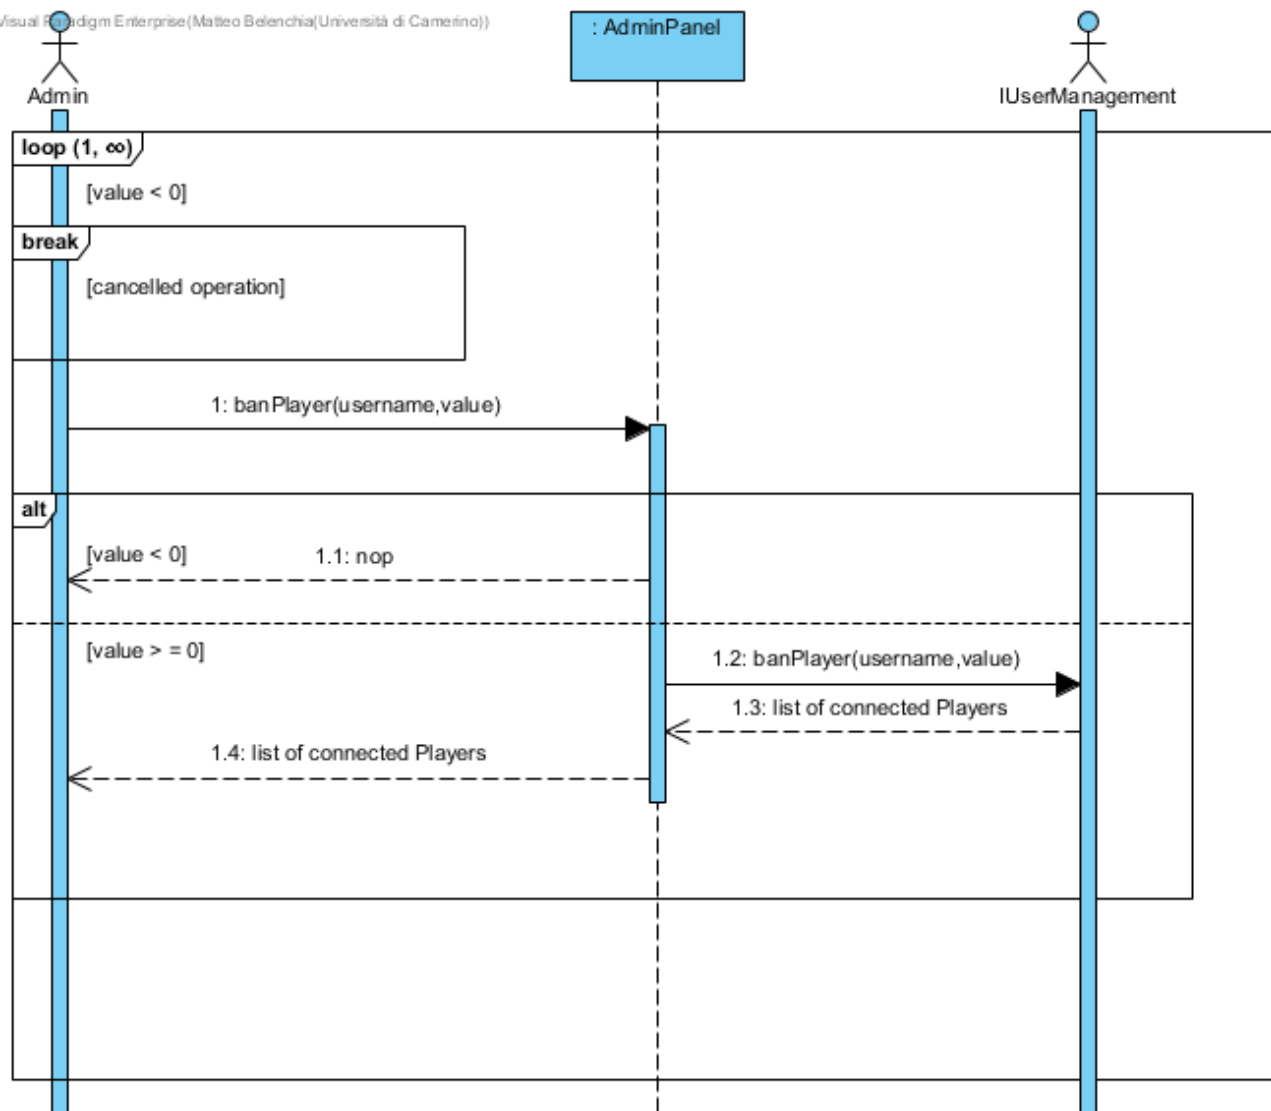 Visual Paradigm Enterprise(Matteo Belenchia(Università di Camerino))
: AdminPanel
Admin
IUserManagement
loop (1, ∞)
[value < 0]
break
[cancelled operation]
1: banPlayer(username,value)
alt
[value < 0]
1.1: nop
[value > = 0]
1.2: banPlayer(username,value)
1.3: list of connected Players
1.4: list of connected Players